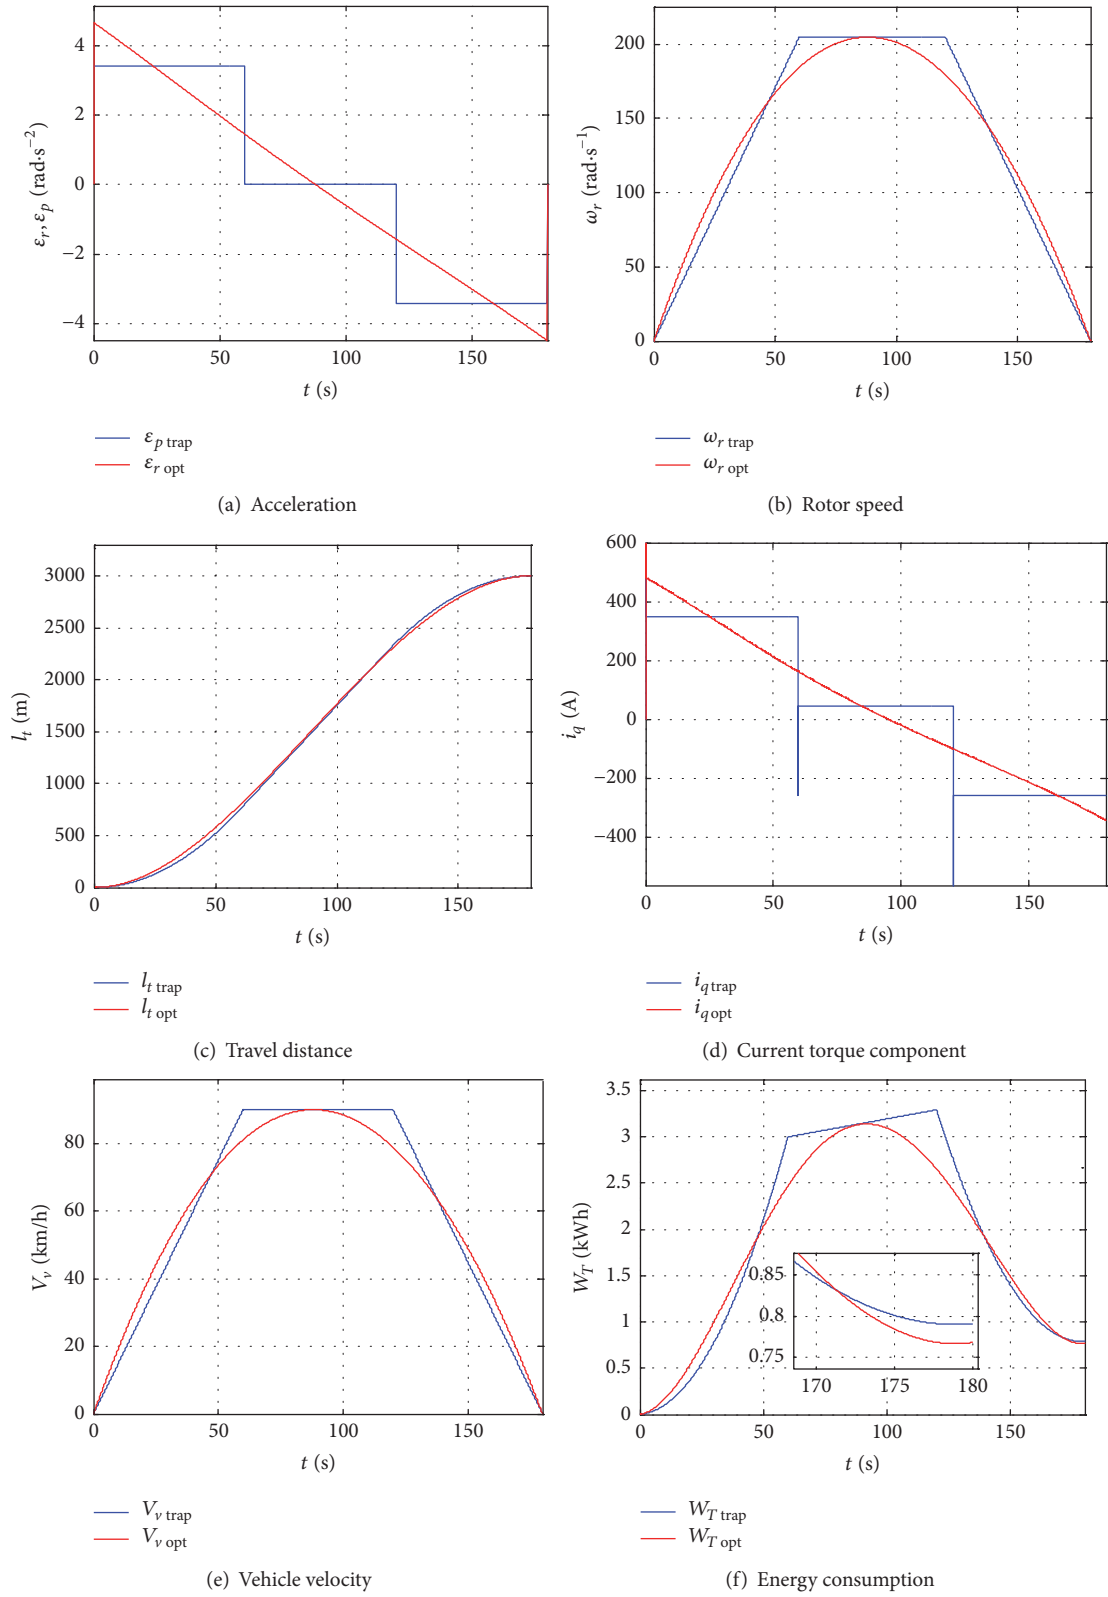 4
2
0
−2
−4
ε_r, ε_p (rad·s⁻²)
0 50 100 150
t (s)
ε_p trap
ε_r opt
(a) Acceleration
200
150
100
50
0
ω_r (rad·s⁻¹)
0 50 100 150
t (s)
ω_r trap
ω_r opt
(b) Rotor speed
3000
2500
2000
1500
1000
500
0
l_t (m)
0 50 100 150
t (s)
l_t trap
l_t opt
(c) Travel distance
600
400
200
0
−200
−400
i_q (A)
0 50 100 150
t (s)
i_q trap
i_q opt
(d) Current torque component
80
60
40
20
0
V_v (km/h)
0 50 100 150
t (s)
V_v trap
V_v opt
(e) Vehicle velocity
3.5
3
2.5
2
1.5
1
0.5
0
W_T (kWh)
0.85
0.8
0.75
170 175 180
0 50 100 150
t (s)
W_T trap
W_T opt
(f) Energy consumption